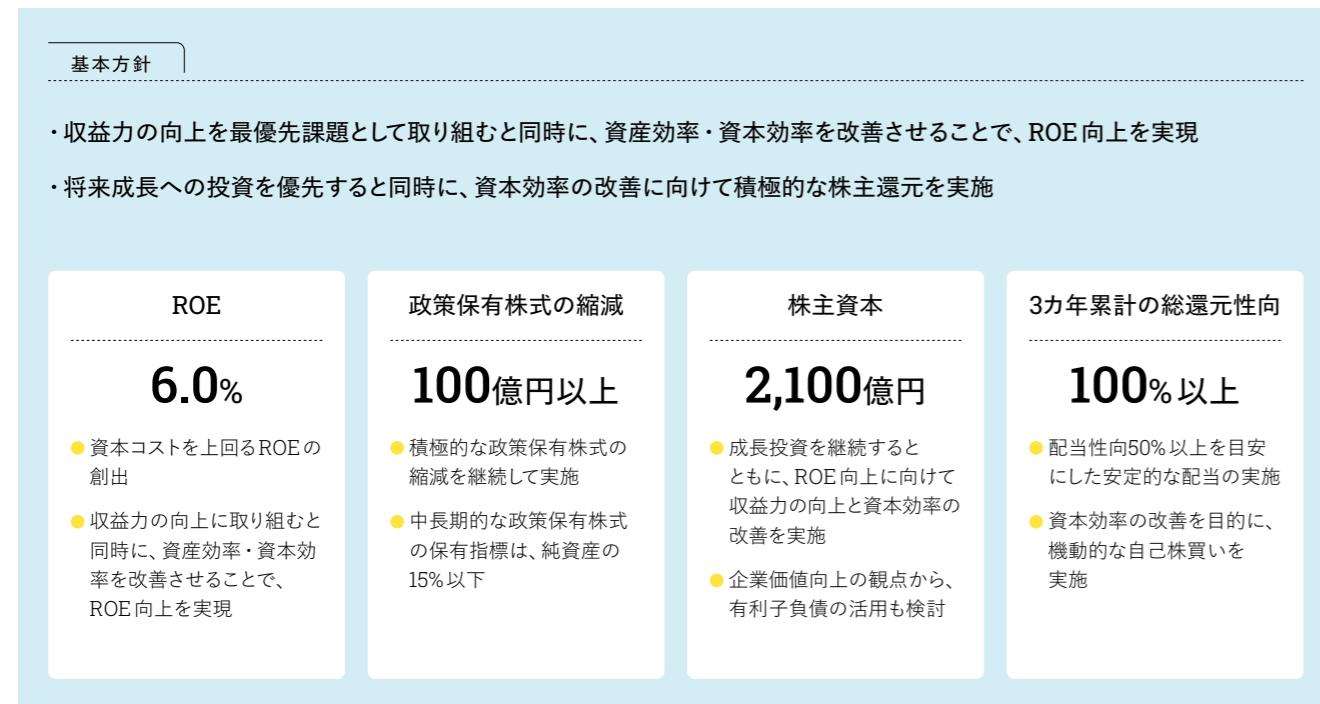 基本方針
・収益力の向上を最優先課題として取り組むと同時に、資産効率・資本効率を改善させることで、ROE向上を実現
・将来成長への投資を優先すると同時に、資本効率の改善に向けて積極的な株主還元を実施
ROE
6.0%
● 資本コストを上回るROEの
創出
● 収益力の向上に取り組むと
同時に、資産効率・資本効
率を改善させることで、
ROE向上を実現
政策保有株式の縮減
100億円以上
● 積極的な政策保有株式の
縮減を継続して実施
● 中長期的な政策保有株式
の保有指標は、純資産の
15%以下
株主資本
2,100億円
● 成長投資を継続すると
ともに、ROE向上に向けて
収益力の向上と資本効率の
改善を実施
● 企業価値向上の観点から、
有利子負債の活用も検討
3カ年累計の総還元性向
100%以上
● 配当性向50%以上を目安
にした安定的な配当の実施
● 資本効率の改善を目的に、
機動的な自己株買いを
実施